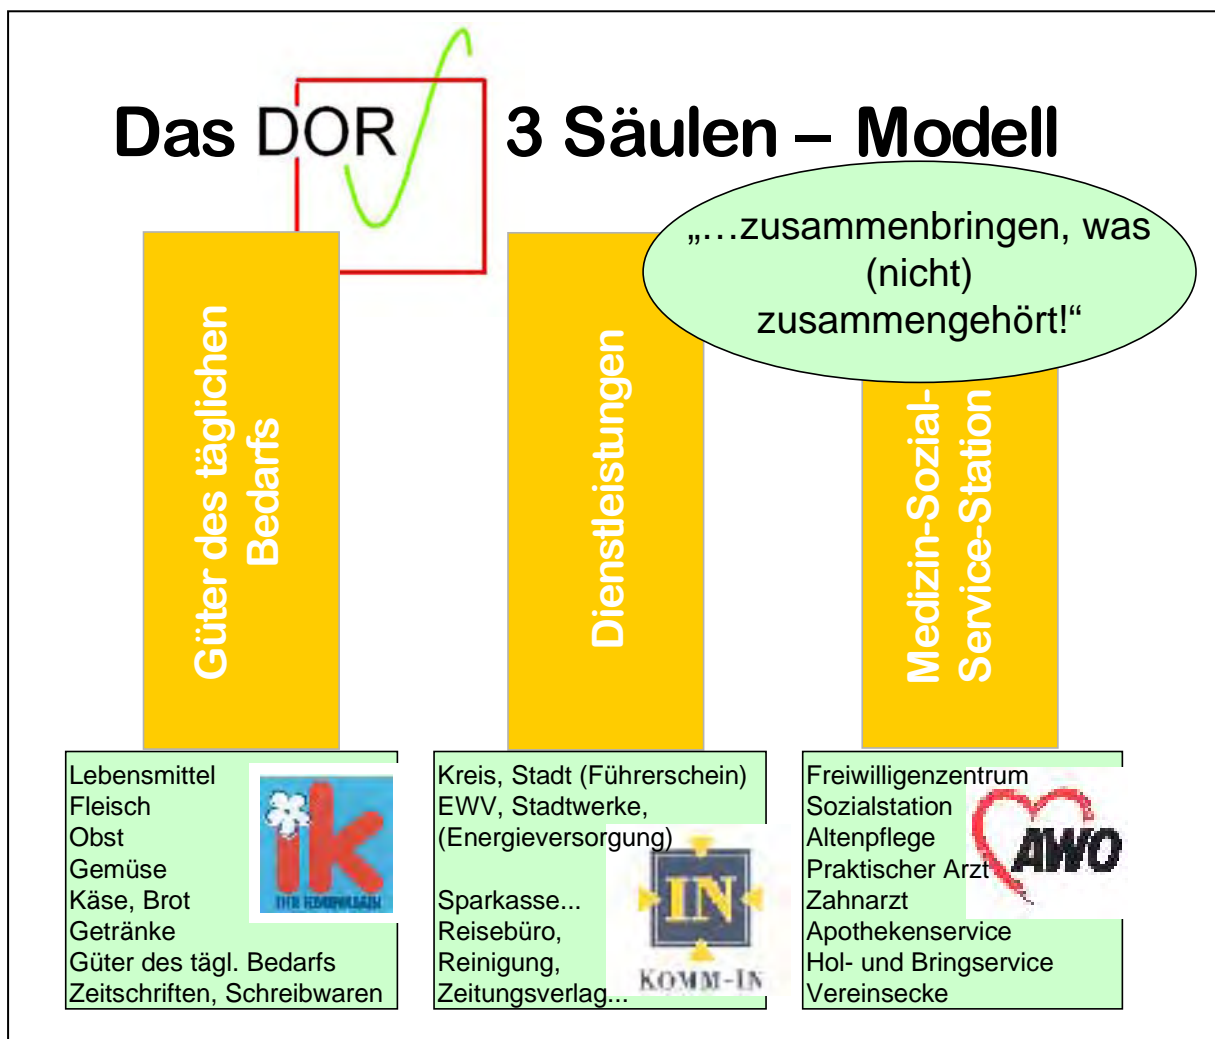 Das DORV 3 Säulen – Modell
„…zusammenbringen, was
(nicht)
zusammengehört!“
Güter des täglichen
Bedarfs
Dienstleistungen
Medizin-Sozial-
Service-Station
Lebensmittel
Fleisch
Obst
Gemüse
Käse, Brot
Getränke
Güter des tägl. Bedarfs
Zeitschriften, Schreibwaren
ik
Kreis, Stadt (Führerschein)
EWV, Stadtwerke,
(Energieversorgung)
Sparkasse...
Reisebüro,
Reinigung,
Zeitungsverlag...
IN
KOMM-IN
Freiwilligenzentrum
Sozialstation
Altenpflege
Praktischer Arzt
Zahnarzt
Apothekenservice
Hol- und Bringservice
Vereinsecke
AWO